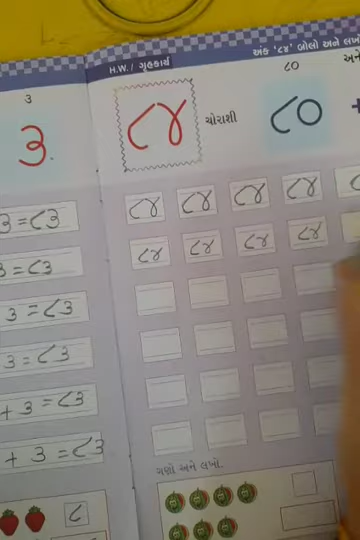 ૩
૩
૩ = ૮૩
૩ = ૮૩
૩ = ૮૩
૩ = ૮૩
+ ૩ = ૮૩
+ ૩ = ૮૩
૮
H.W. / ગૃહકાર્ય
અંક '૮૪' બોલો અને લખો
૮૦
અને
૮૪ ચોરાશી ૮૦ +
૮૪ ૮૪ ૮૪ ૮૪
૮૪ ૮૪ ૮૪ ૮૪
ગણો અને લખો.